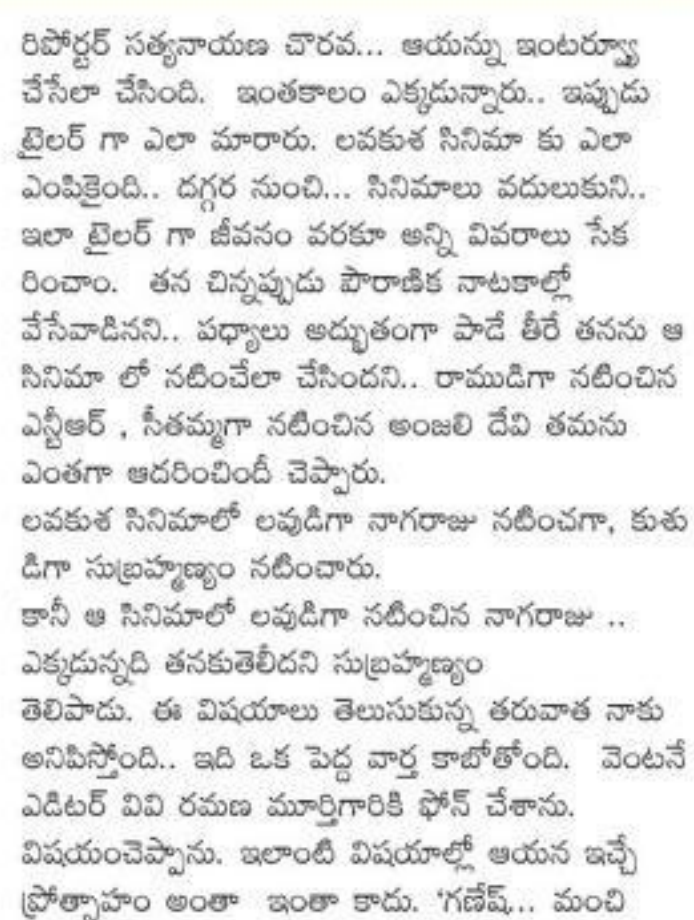 రిపోర్టర్ సత్యనాయణ చొరవ... ఆయన్ను ఇంటర్వ్యూ
చేసేలా చేసింది. ఇంతకాలం ఎక్కడున్నారు.. ఇప్పుడు
టైలర్ గా ఎలా మారారు. లవకుశ సినిమా కు ఎలా
ఎంపికైంది.. దగ్గర నుంచి... సినిమాలు వదులుకుని..
ఇలా టైలర్ గా జీవనం వరకూ అన్ని వివరాలు సేక
రించాం. తన చిన్నప్పుడు పౌరాణిక నాటకాల్లో
వేసేవాడినని.. పధ్యాలు అద్భుతంగా పాడే తీరే తనను ఆ
సినిమా లో నటించేలా చేసిందని.. రాముడిగా నటించిన
ఎన్టీఆర్ , సీతమ్మగా నటించిన అంజలి దేవి తమను
ఎంతగా ఆదరించిందీ చెప్పారు.
లవకుశ సినిమాలో లవుడిగా నాగరాజు నటించగా, కుశు
డిగా సుబ్రహ్మణ్యం నటించారు.
కానీ ఆ సినిమాలో లవుడిగా నటించిన నాగరాజు ..
ఎక్కడున్నది తనకుతెలీదని సుబ్రహ్మణ్యం
తెలిపాడు. ఈ విషయాలు తెలుసుకున్న తరువాత నాకు
అనిపిస్తోంది.. ఇది ఒక పెద్ద వార్త కాబోతోంది. వెంటనే
ఎడిటర్ వివి రమణ మూర్తిగారికి ఫోన్ చేశాను.
విషయంచెప్పాను. ఇలాంటి విషయాల్లో ఆయన ఇచ్చే
ప్రోత్సాహం అంతా ఇంతా కాదు. 'గణేష్... మంచి